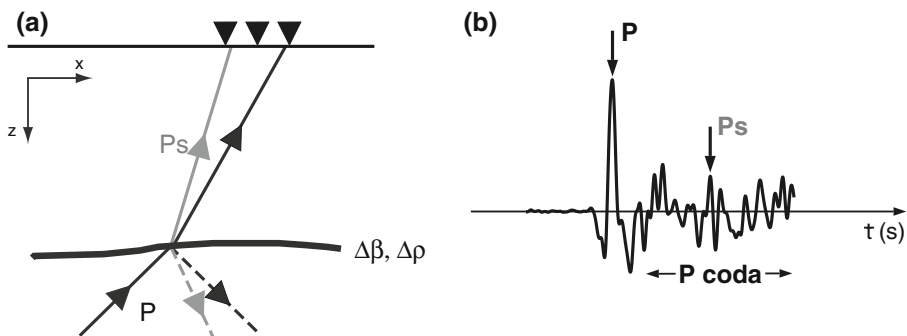 (a)
x
z
Ps
Δβ, Δρ
P
(b)
P
Ps
t (s)
P coda